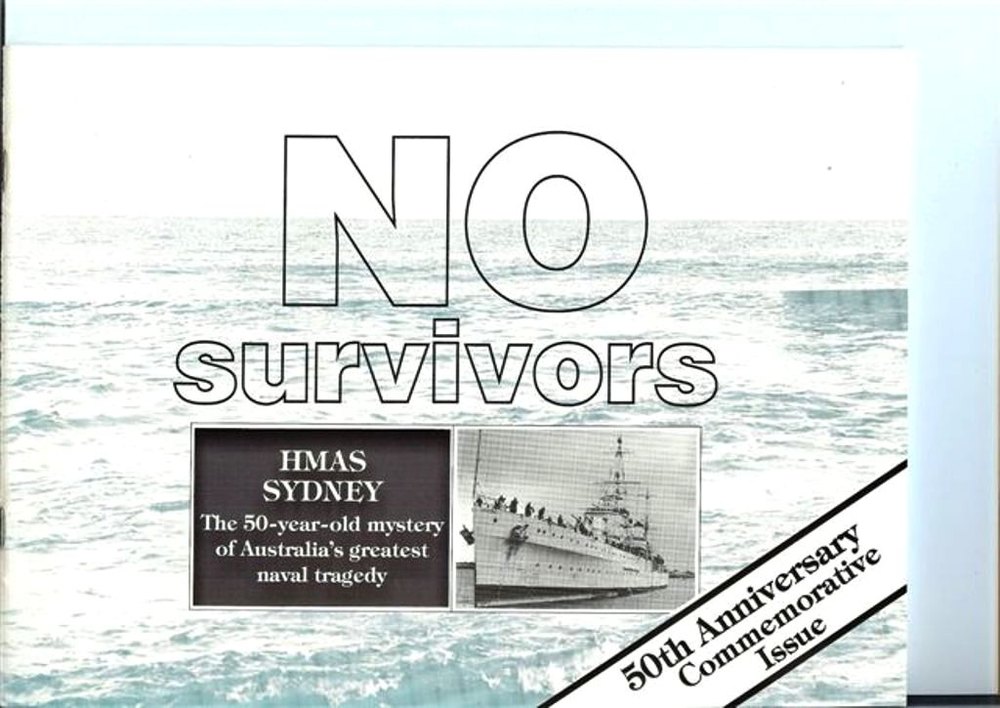 NO
survivors
HMAS
SYDNEY
The 50-year-old mystery
of Australia's greatest
naval tragedy
50th Anniversary
Commemorative
Issue